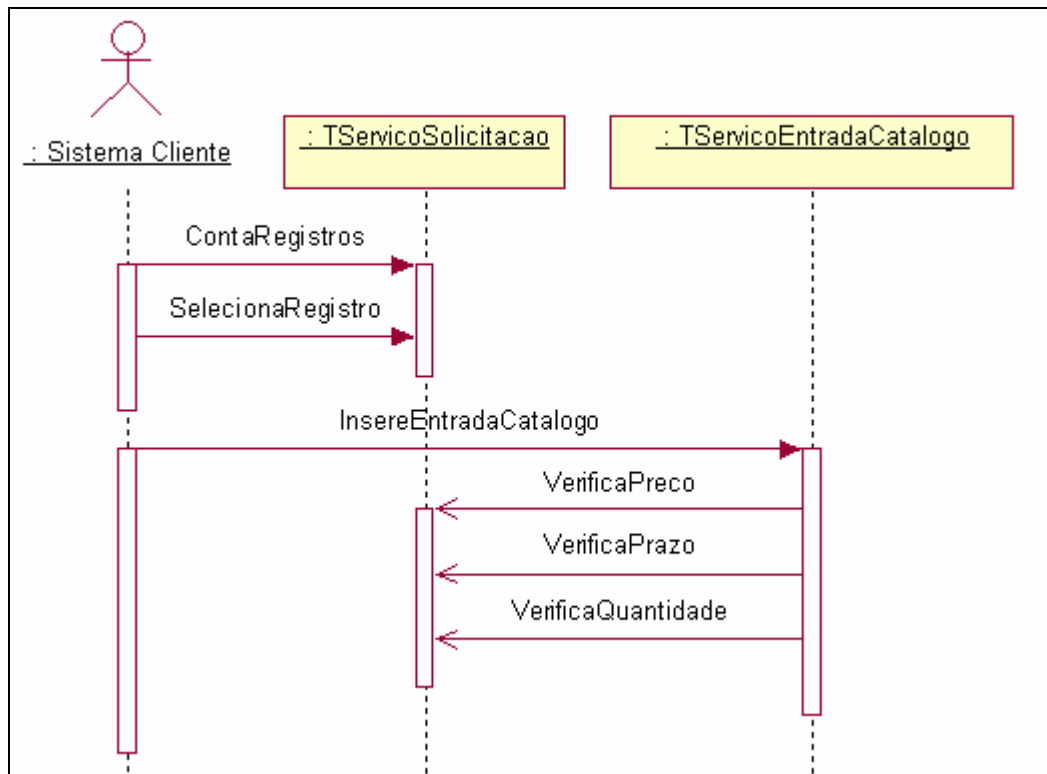 : Sistema Cliente
: TServicoSolicitacao
: TServicoEntradaCatalogo
ContaRegistros
SelecionaRegistro
InsereEntradaCatalogo
VerificaPreco
VerificaPrazo
VerificaQuantidade